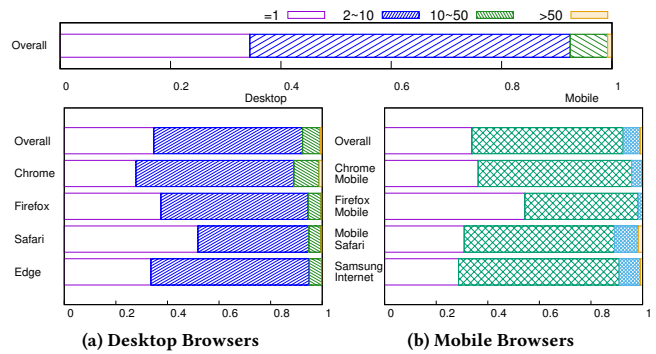 =1 2~10 10~50 >50
Overall
0 0.2 0.4 0.6 0.8 1
Desktop Mobile
Overall
Chrome
Firefox
Safari
Edge
0 0.2 0.4 0.6 0.8 1
(a) Desktop Browsers
Overall
Chrome
Mobile
Firefox
Mobile
Mobile
Safari
Samsung
Internet
0 0.2 0.4 0.6 0.8 1
(b) Mobile Browsers